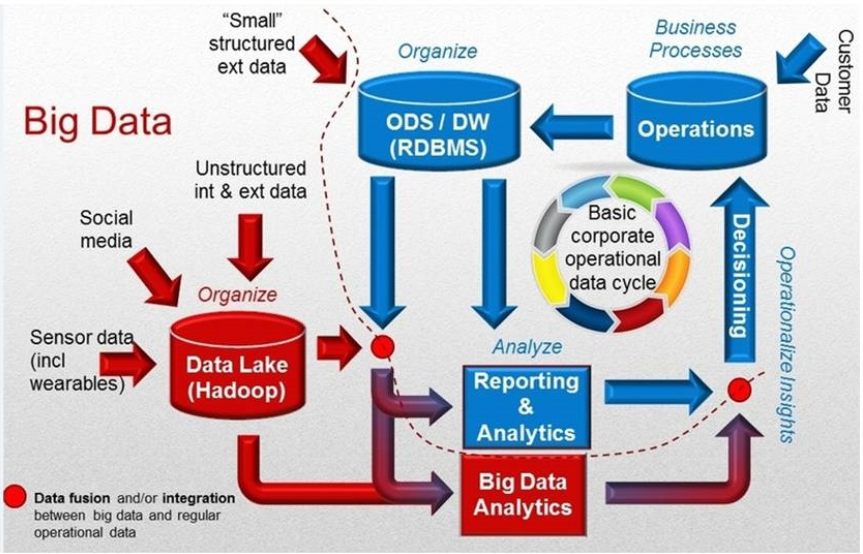 “Small”
structured
ext data
Organize
Business
Processes
Customer
Data
Big Data
ODS / DW
(RDBMS)
Operations
Unstructured
int & ext data
Social
media
Organize
Basic
corporate
operational
data cycle
Decisioning
Operationalize Insights
Sensor data
(incl
wearables)
Data Lake
(Hadoop)
Analyze
Reporting
&
Analytics
Big Data
Analytics
Data fusion and/or integration
between big data and regular
operational data